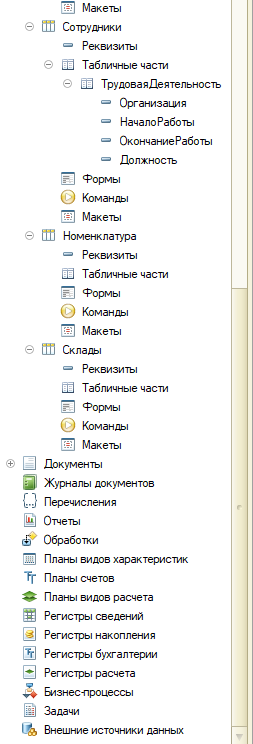 Макеты
Сотрудники
Реквизиты
Табличные части
ТрудоваяДеятельность
Организация
НачалоРаботы
ОкончаниеРаботы
Должность
Формы
Команды
Макеты
Номенклатура
Реквизиты
Табличные части
Формы
Команды
Макеты
Склады
Реквизиты
Табличные части
Формы
Команды
Макеты
Документы
Журналы документов
Перечисления
Отчеты
Обработки
Планы видов характеристик
Планы счетов
Планы видов расчета
Регистры сведений
Регистры накопления
Регистры бухгалтерии
Регистры расчета
Бизнес-процессы
Задачи
Внешние источники данных